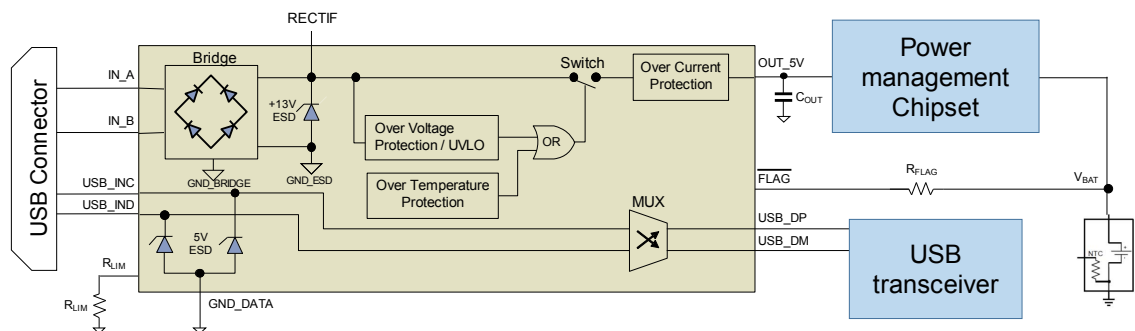 RECTIF
USB Connector
IN_A
IN_B
USB_INC
USB_IND
R_LIM
R_LIM
Bridge
+13V
ESD
GND_BRIDGE
GND_ESD
Over Voltage
Protection / UVLO
Over Temperature
Protection
OR
Switch
Over Current
Protection
5V
ESD
GND_DATA
MUX
OUT_5V
C_OUT
Power
management
Chipset
FLAG
R_FLAG
V_BAT
USB_DP
USB_DM
USB
transceiver
NTC
+
-